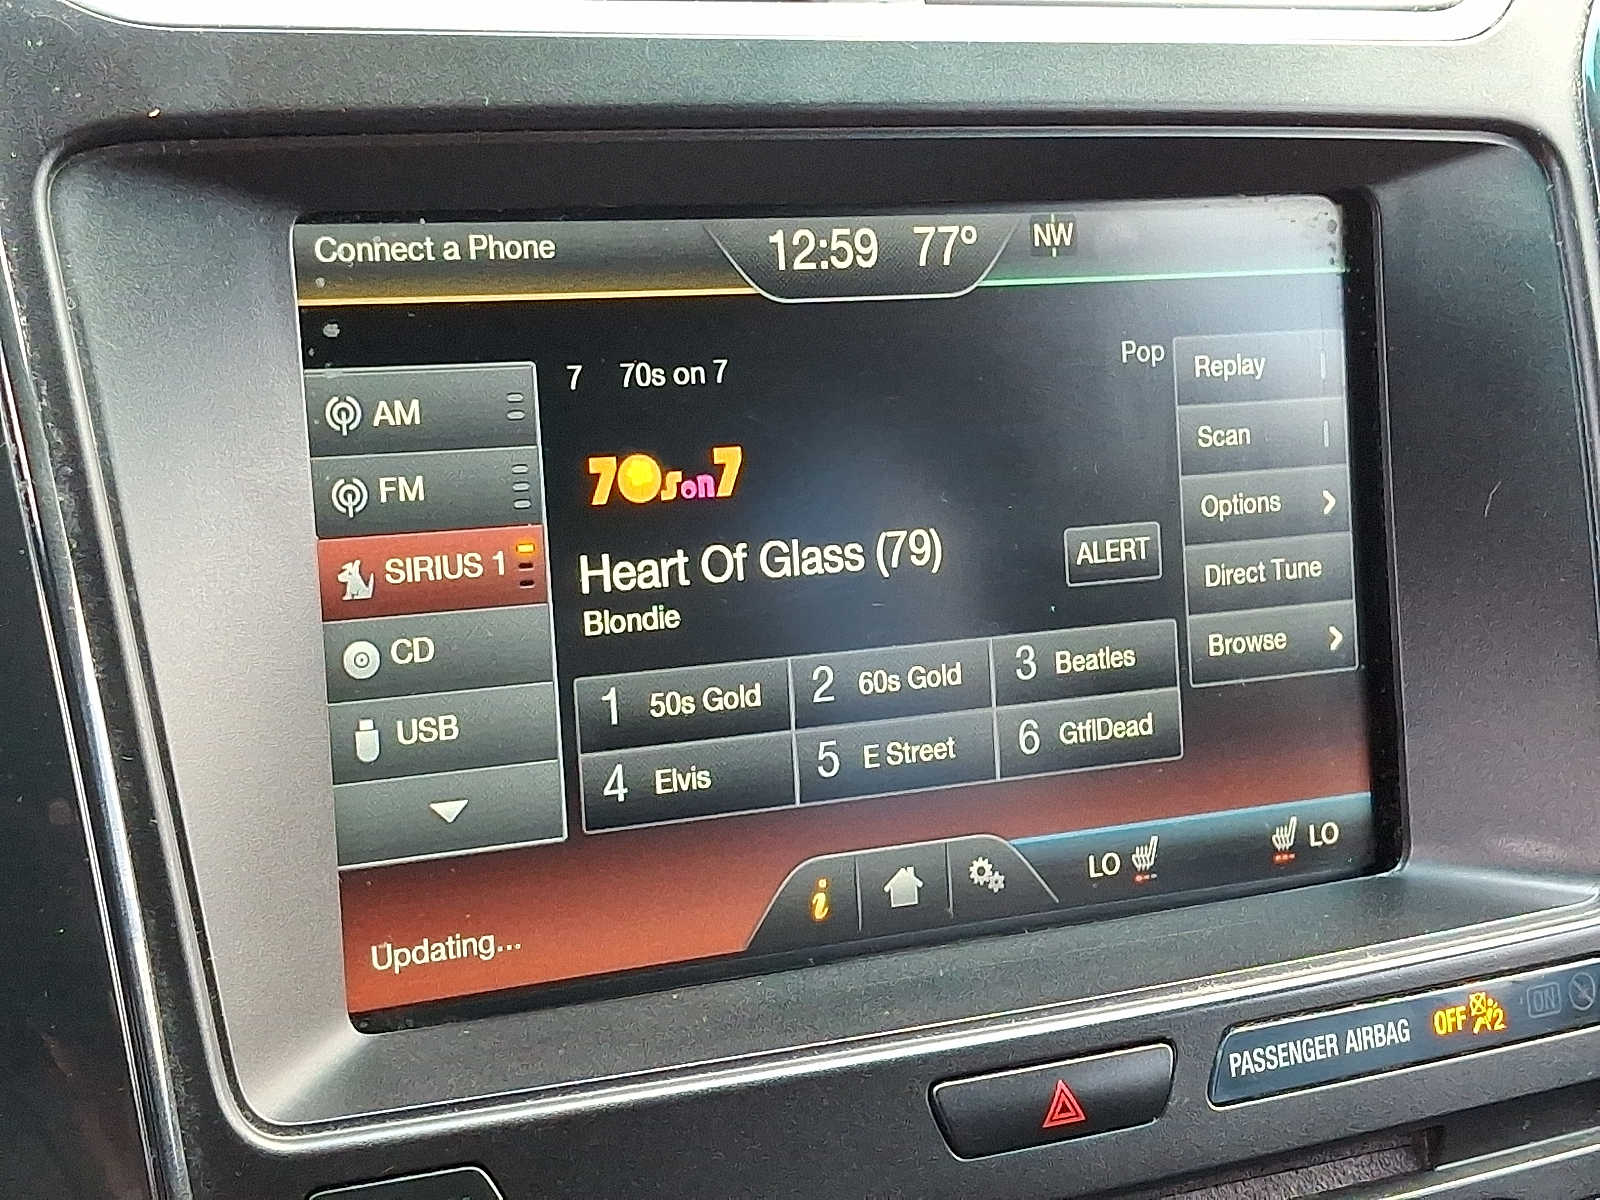 Connect a Phone
12:59 77° NW
AM
FM
SIRIUS 1
CD
USB
7 70s on 7
Pop
70s on 7
Heart Of Glass (79)
Blondie
ALERT
1 50s Gold
2 60s Gold
3 Beatles
4 Elvis
5 E Street
6 GtflDead
Replay
Scan
Options
Direct Tune
Browse
Updating...
i
LO
LO
PASSENGER AIRBAG OFF 2 ON